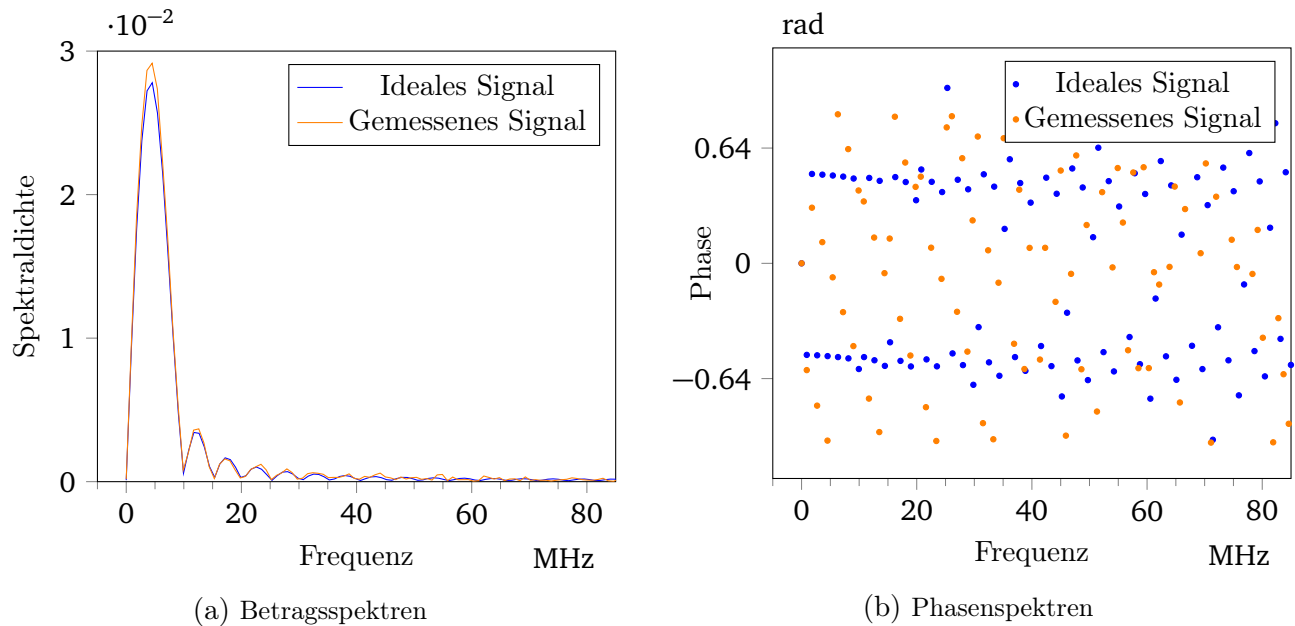 ·10⁻²
3
2
1
0
Spektraldichte
Ideales Signal
Gemessenes Signal
0 20 40 60 80
Frequenz MHz
(a) Betragsspektren
rad
0.64
0
−0.64
Phase
Ideales Signal
Gemessenes Signal
0 20 40 60 80
Frequenz MHz
(b) Phasenspektren